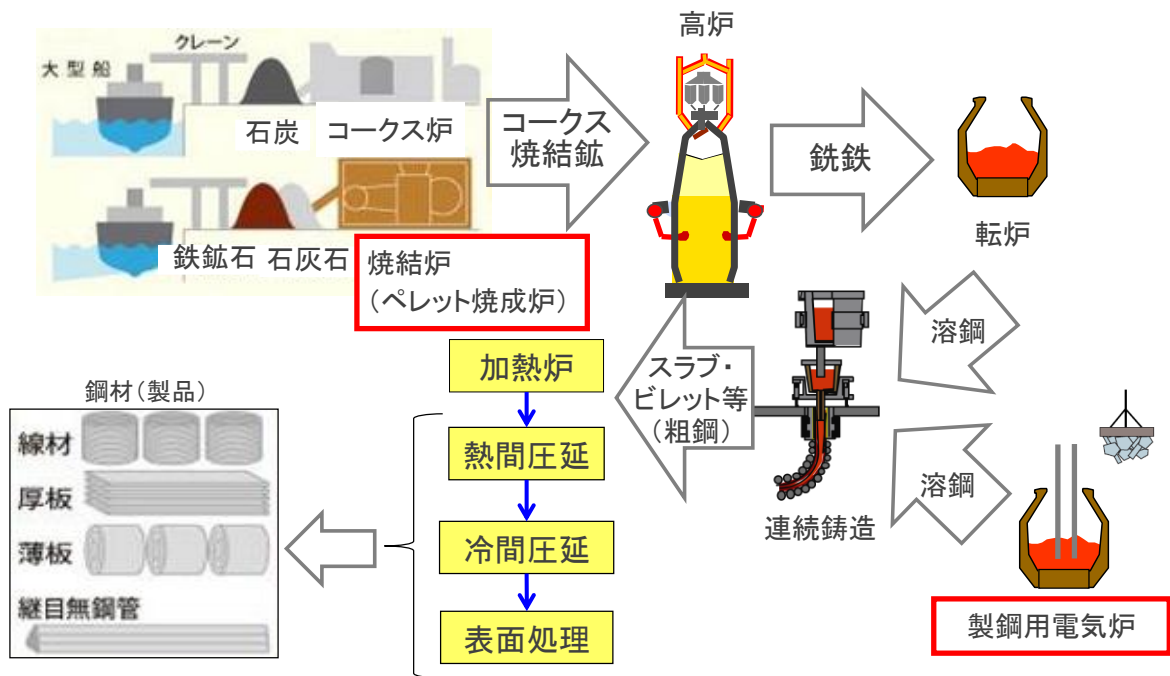 高炉
クレーン
大型船
石炭
コークス炉
コークス
焼結鉱
銑鉄
転炉
鉄鉱石
石灰石
焼結炉
（ペレット焼成炉）
溶鋼
加熱炉
スラブ・
ビレット等
（粗鋼）
鋼材（製品）
線材
熱間圧延
厚板
溶鋼
連続鋳造
薄板
冷間圧延
継目無鋼管
表面処理
製鋼用電気炉